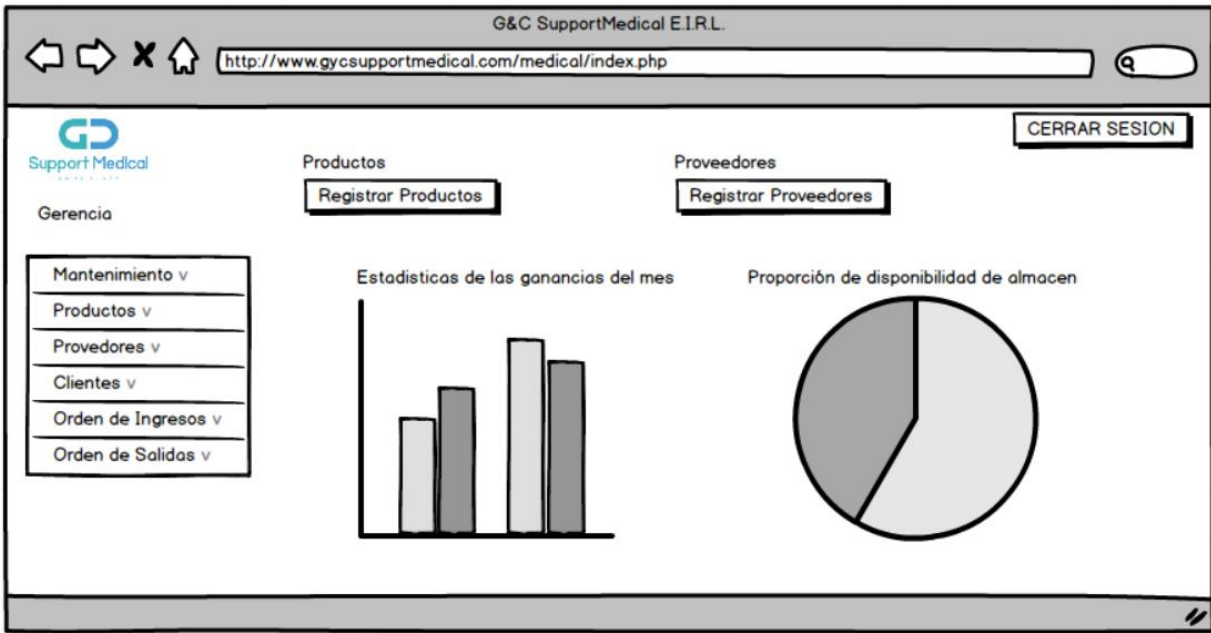 G&C SupportMedical E.I.R.L.
http://www.gycsupportmedical.com/medical/index.php
CERRAR SESION
Support Medical
Productos
Proveedores
Registrar Productos
Registrar Proveedores
Gerencia
Mantenimiento v
Productos v
Provedores v
Clientes v
Orden de Ingresos v
Orden de Salidas v
Estadisticas de las ganancias del mes
Proporción de disponibilidad de almacen